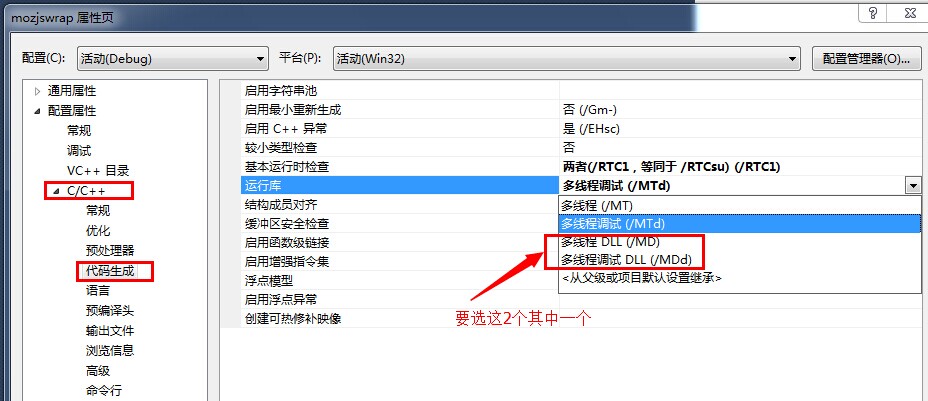 mozjswrap 属性页
配置(C): 活动(Debug) 平台(P): 活动(Win32) 配置管理器(O)...
通用属性
配置属性
常规
调试
VC++ 目录
C/C++
常规
优化
预处理器
代码生成
语言
预编译头
输出文件
浏览信息
高级
命令行
启用字符串池
启用最小重新生成 否 (/Gm-)
启用 C++ 异常 是 (/EHsc)
较小类型检查 否
基本运行时检查 两者(/RTC1，等同于 /RTCsu) (/RTC1)
运行库 多线程调试 (/MTd)
结构成员对齐
缓冲区安全检查
启用函数级链接
启用增强指令集
浮点模型
启用浮点异常
创建可热修补映像
多线程 (/MT)
多线程调试 (/MTd)
多线程 DLL (/MD)
多线程调试 DLL (/MDd)
<从父级或项目默认设置继承>
要选这2个其中一个